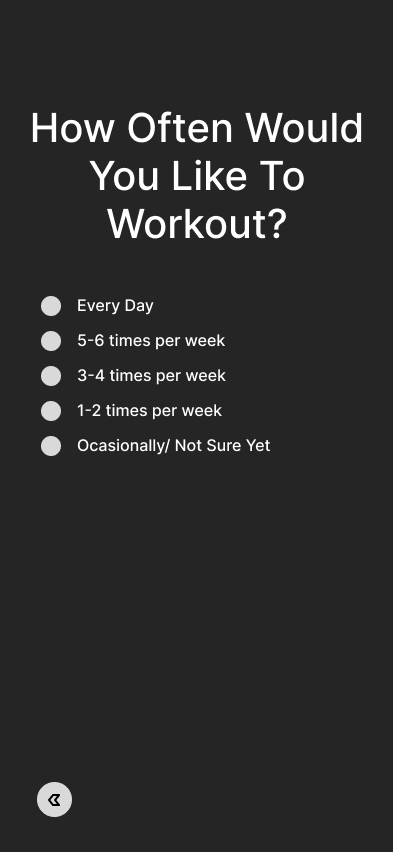 How Often Would
You Like To
Workout?
Every Day
5-6 times per week
3-4 times per week
1-2 times per week
Ocasionally/ Not Sure Yet